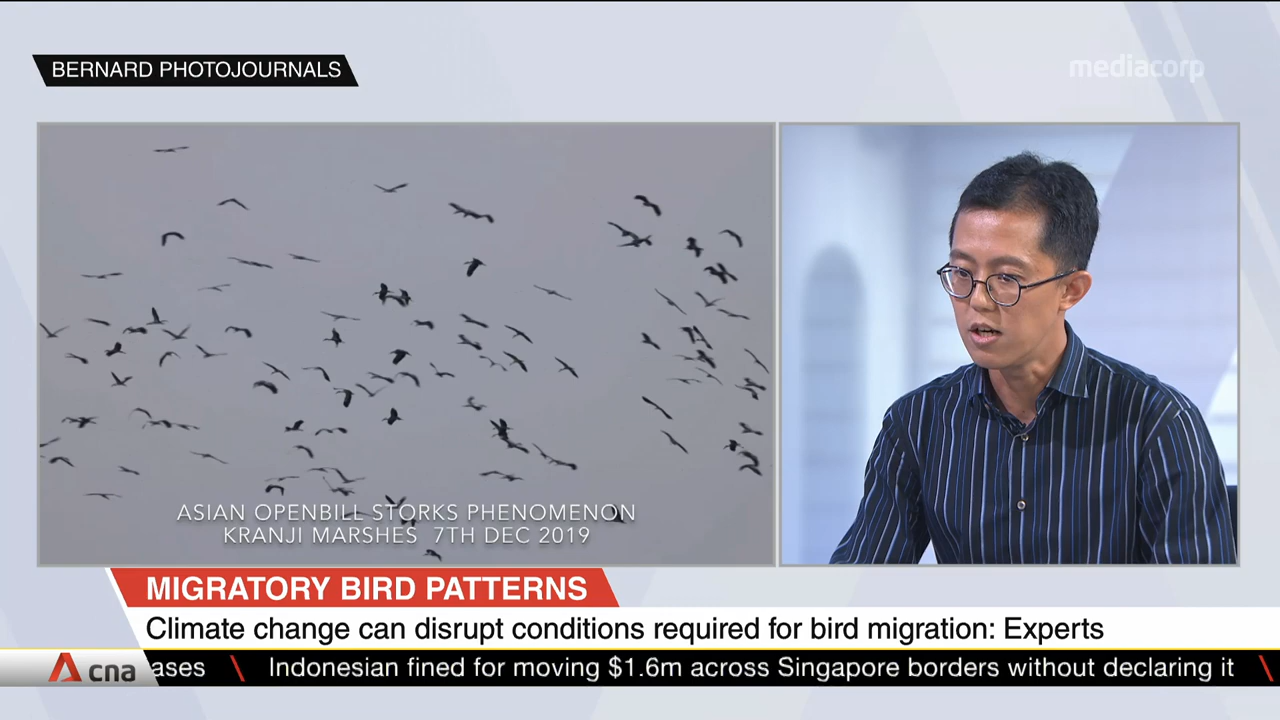 BERNARD PHOTOJOURNALS
mediacorp
ASIAN OPENBILL STORKS PHENOMENON
KRANJI MARSHES 7TH DEC 2019
MIGRATORY BIRD PATTERNS
Climate change can disrupt conditions required for bird migration: Experts
cna
ases \ Indonesian fined for moving $1.6m across Singapore borders without declaring it \